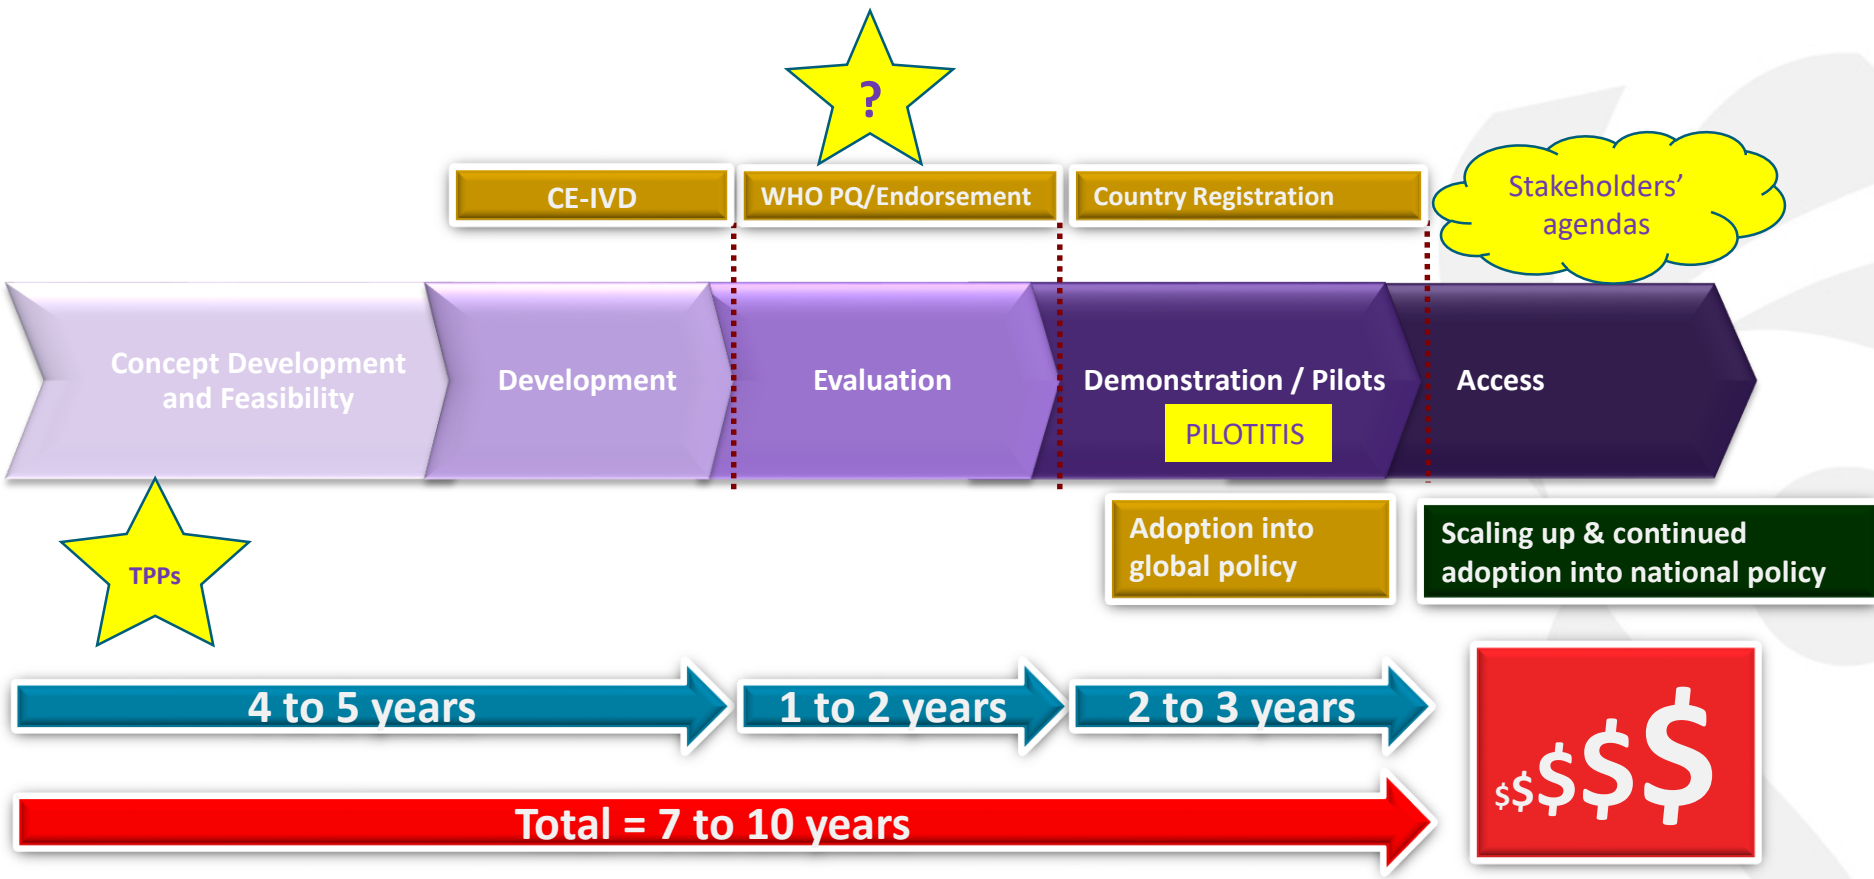 ?
CE-IVD
WHO PQ/Endorsement
Country Registration
Stakeholders’
agendas
Concept Development
and Feasibility
Development
Evaluation
Demonstration / Pilots
PILOTITIS
Access
TPPs
Adoption into
global policy
Scaling up & continued
adoption into national policy
4 to 5 years
1 to 2 years
2 to 3 years
$$$$$
Total = 7 to 10 years